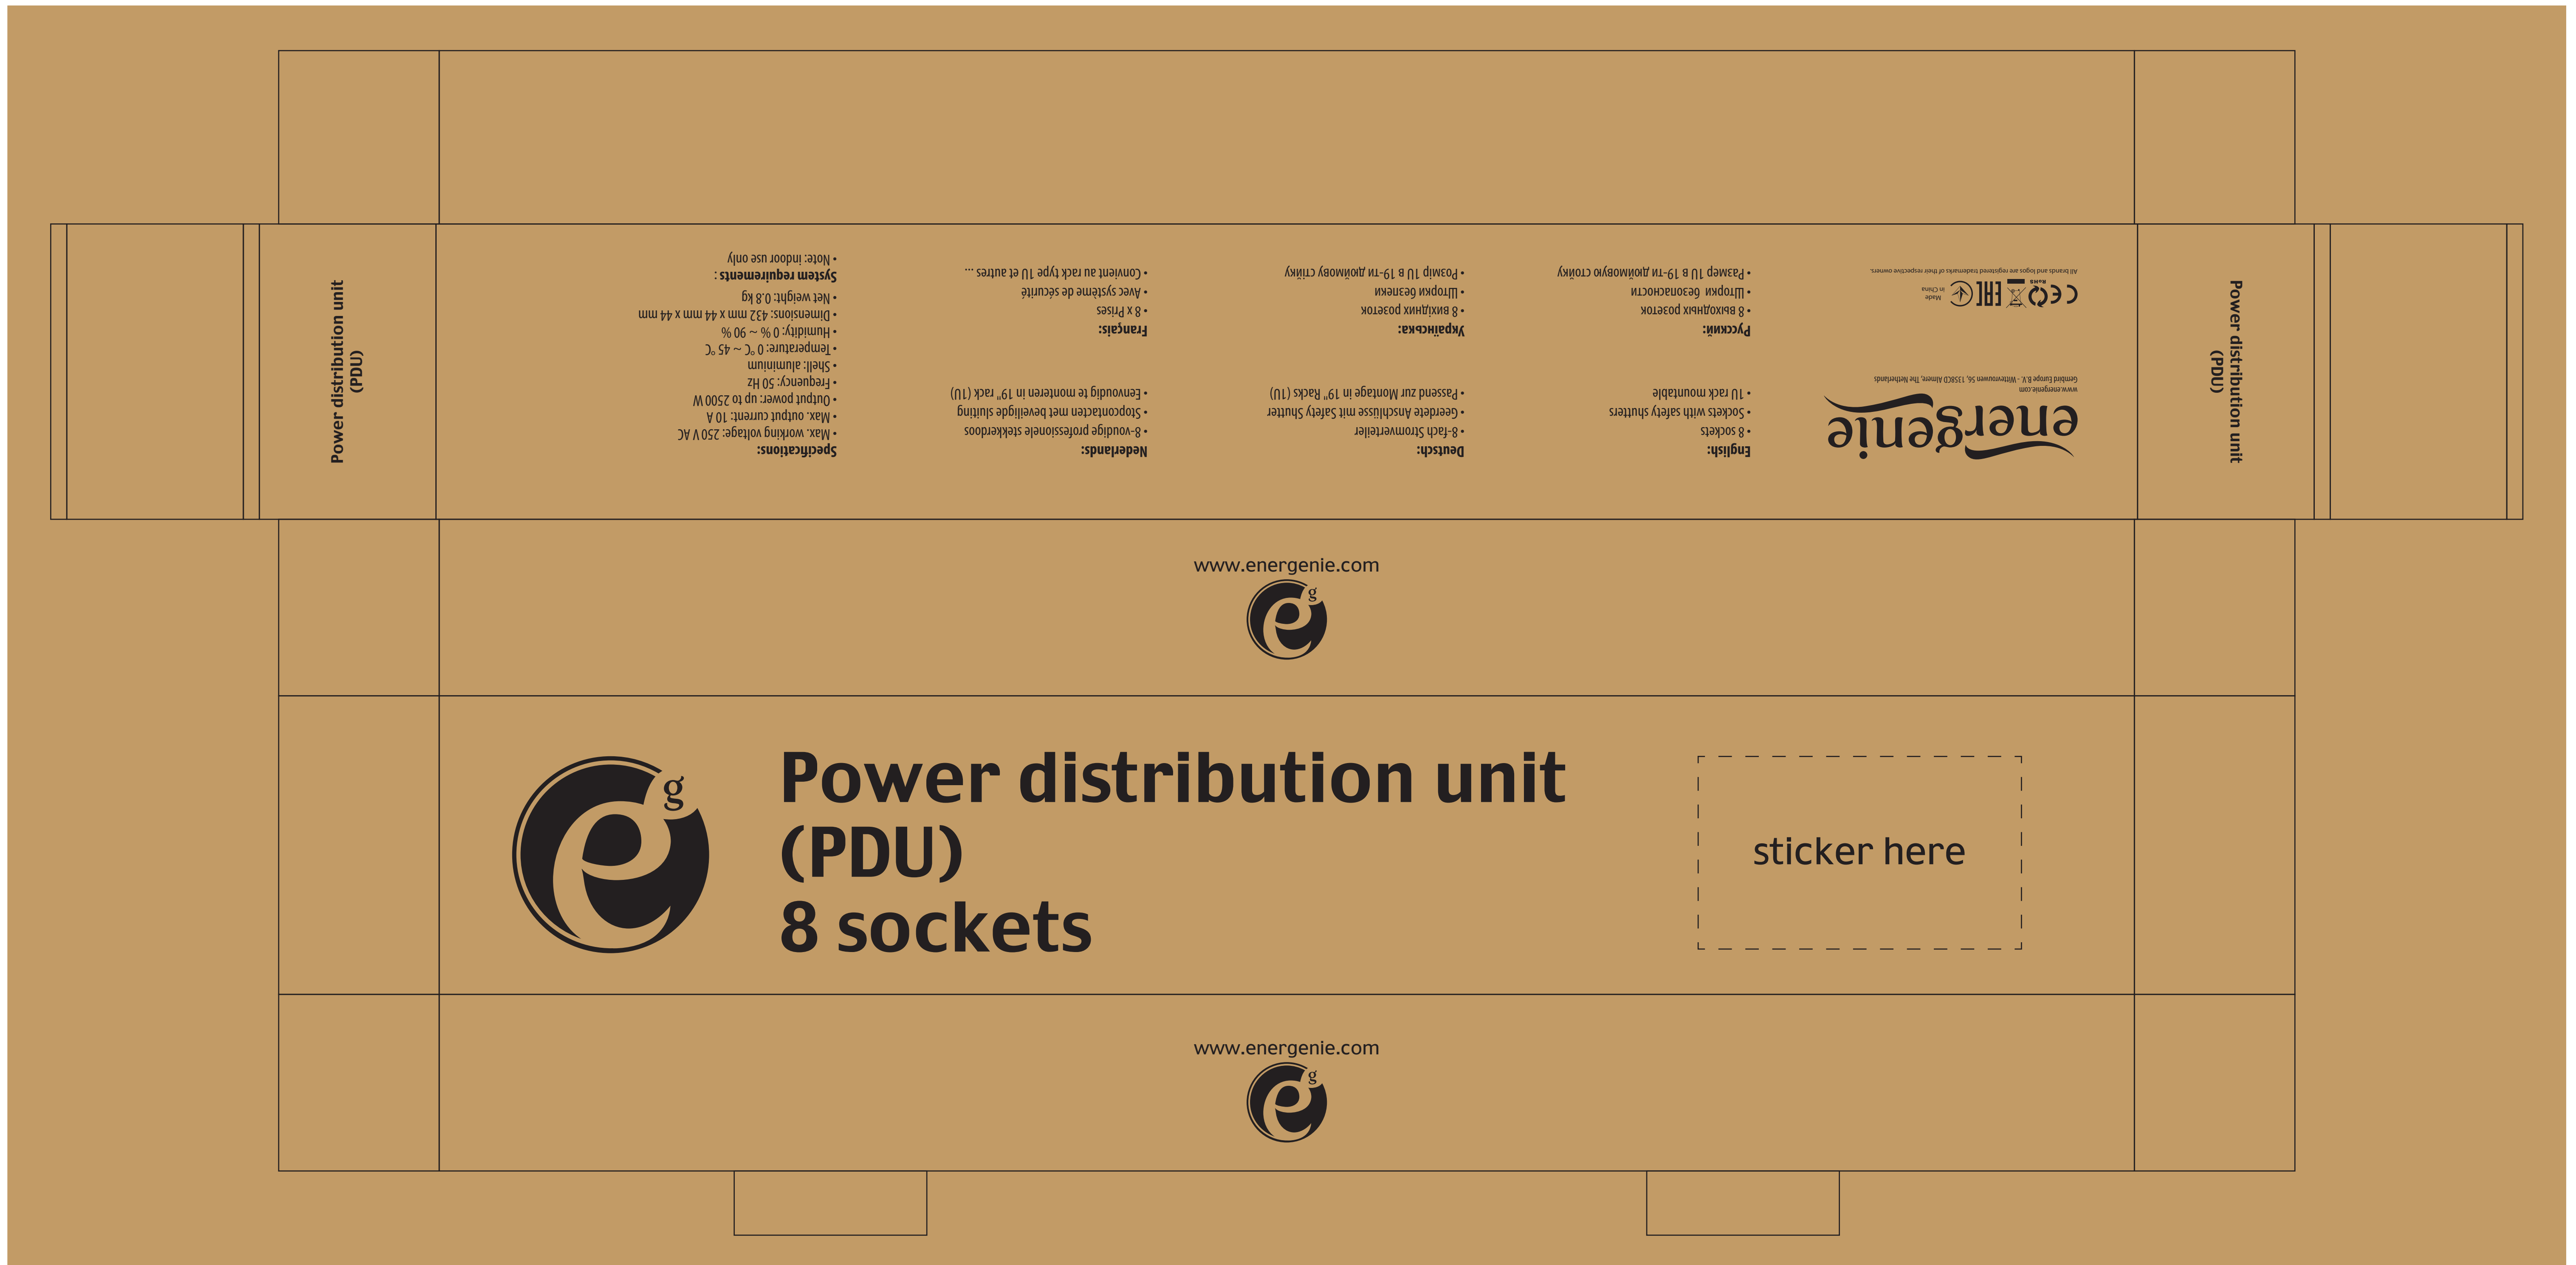 Power distribution unit
(PDU)
energenie
www.energenie.com
Gembird Europe B.V. - Wittevrouwen 56, 1358CD Almere, The Netherlands
CE
RoHS
EAC
Made
in China
All brands and logos are registered trademarks of their respective owners.
English:
• 8 sockets
• Sockets with safety shutters
• 1U rack mountable
Русский:
• 8 выходных розеток
• Шторки безопасности
• Размер 1U в 19-ти дюймовую стойку
Deutsch:
• 8-fach Stromverteiler
• Geerdete Anschlüsse mit Safety Shutter
• Passend zur Montage in 19" Racks (1U)
Українська:
• 8 вихідних розеток
• Шторки безпеки
• Розмір 1U в 19-ти дюймову стійку
Nederlands:
• 8-voudige professionele stekkerdoos
• Stopcontacten met beveiligde sluiting
• Eenvoudig te monteren in 19" rack (1U)
Français:
• 8 x Prises
• Avec système de sécurité
• Convient au rack type 1U et autres ...
Specifications:
• Max. working voltage: 250 V AC
• Max. output current: 10 A
• Output power: up to 2500 W
• Frequency: 50 Hz
• Shell: aluminium
• Temperature: 0 °C ~ 45 °C
• Humidity: 0 % ~ 90 %
• Dimensions: 432 mm x 44 mm x 44 mm
• Net weight: 0.8 kg
System requirements :
• Note: indoor use only
Power distribution unit
(PDU)
www.energenie.com
eg
eg
Power distribution unit
(PDU)
8 sockets
sticker here
www.energenie.com
eg